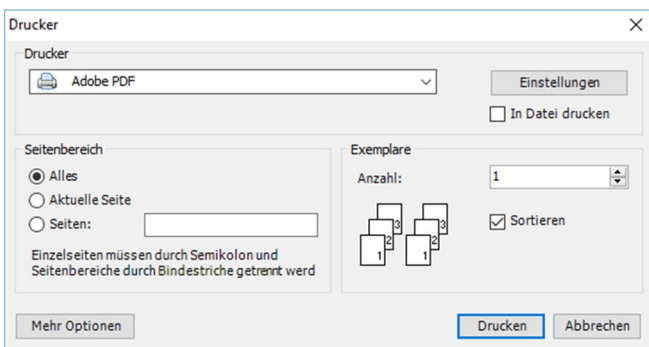 Drucker
Drucker
Adobe PDF
Einstellungen
In Datei drucken
Seitenbereich
Alles
Aktuelle Seite
Seiten:
Einzelseiten müssen durch Semikolon und
Seitenbereiche durch Bindestriche getrennt werd
Exemplare
Anzahl:
1
1 2 3
1 2 3
Sortieren
Mehr Optionen
Drucken
Abbrechen